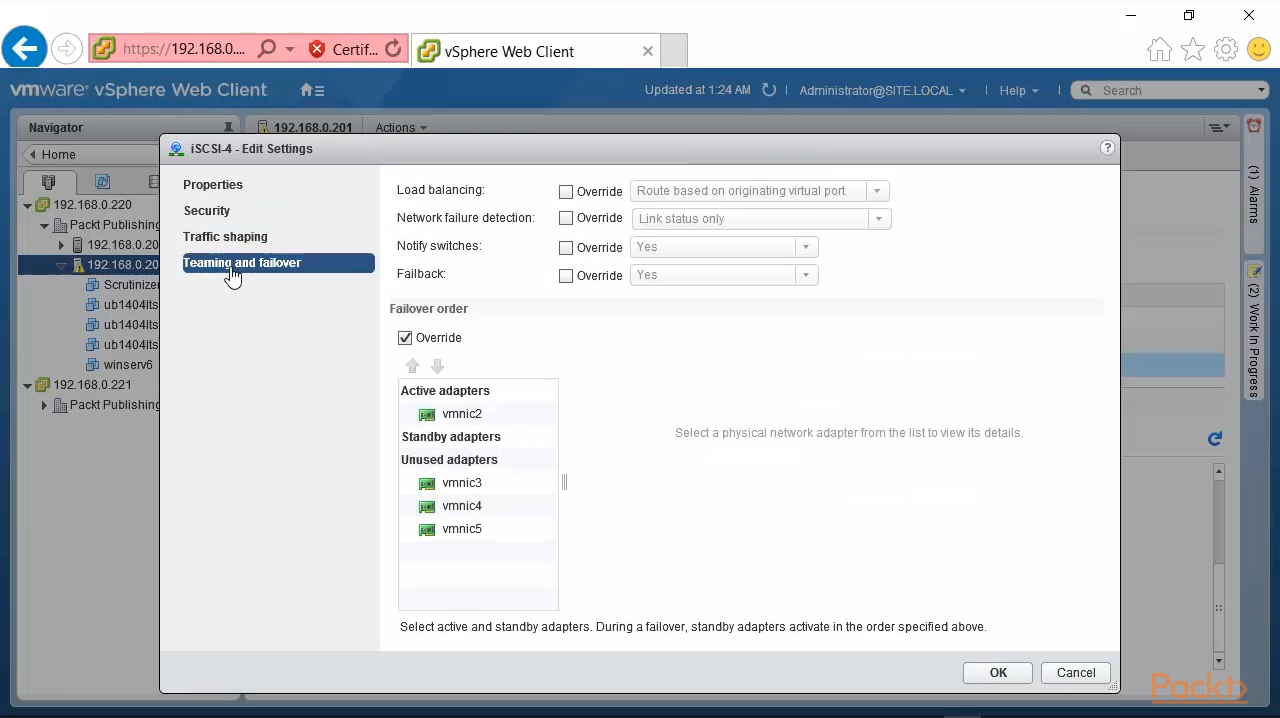 https://192.168.0.... Certif... vSphere Web Client
vmware® vSphere Web Client Updated at 1:24 AM Administrator@SITE.LOCAL Help Search
Navigator 192.168.0.201 Actions
Home
iSCSI-4 - Edit Settings
192.168.0.220
Packt Publishing
192.168.0.20
192.168.0.20
Scrutinizer
ub1404lts
ub1404lts
ub1404lts
winserv6
192.168.0.221
Packt Publishing
Properties
Security
Traffic shaping
Teaming and failover
Load balancing: Override Route based on originating virtual port
Network failure detection: Override Link status only
Notify switches: Override Yes
Failback: Override Yes
Failover order
Override
Active adapters
vmnic2
Standby adapters
Unused adapters
vmnic3
vmnic4
vmnic5
Select a physical network adapter from the list to view its details.
Select active and standby adapters. During a failover, standby adapters activate in the order specified above.
OK Cancel
(1) Alarms
(2) Work In Progress
Packt